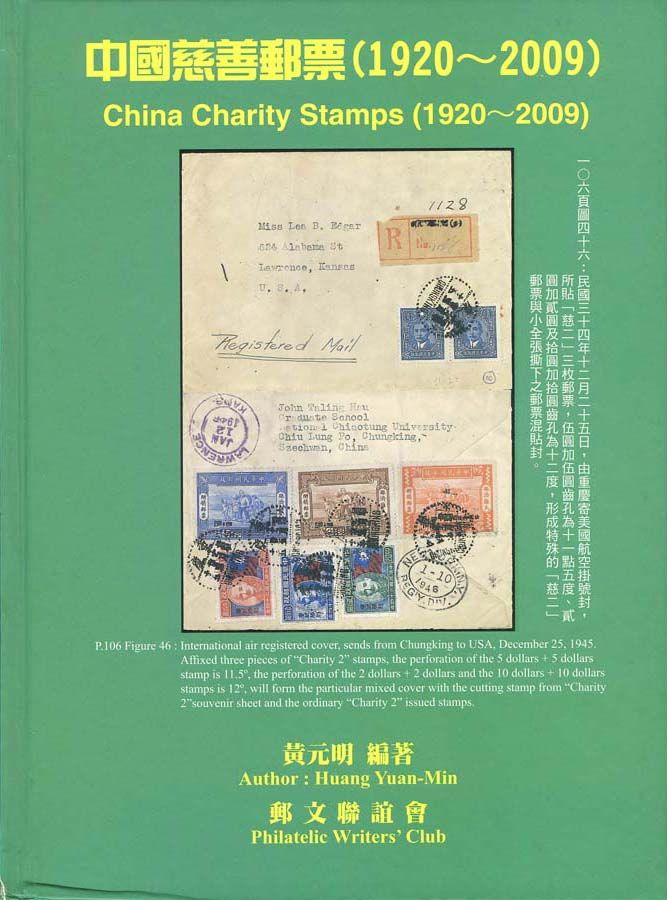 中國慈善郵票(1920～2009)
China Charity Stamps (1920～2009)
1128
Miss Lea B. Edgar
624 Alabama St
Lawrence, Kansas
U. S. A.
R
No.
Registered Mail
John Taling Hsu
Graduate School
National Chiaotung University
Chiu Lung Po, Chungking,
Szechwan, China
LAWRENCE
JAN
12
KANS.
1-10
1946
REGY. DIV.
一〇六頁圖四十六：民國三十四年十二月二十五日，由重慶寄美國航空掛號封，
所貼「慈二」三枚郵票，伍圓加伍圓齒孔為十一點五度、貳
圓加貳圓及拾圓加拾圓齒孔為十二度，形成特殊的「慈二」
郵票與小全張撕下之郵票混貼封。
P.106 Figure 46 : International air registered cover, sends from Chungking to USA, December 25, 1945.
Affixed three pieces of “Charity 2” stamps, the perforation of the 5 dollars + 5 dollars
stamp is 11.5º, the perforation of the 2 dollars + 2 dollars and the 10 dollars + 10 dollars
stamps is 12º, will form the particular mixed cover with the cutting stamp from “Charity
2”souvenir sheet and the ordinary “Charity 2” issued stamps.
黃元明 編著
Author : Huang Yuan-Min
郵文聯誼會
Philatelic Writers’ Club